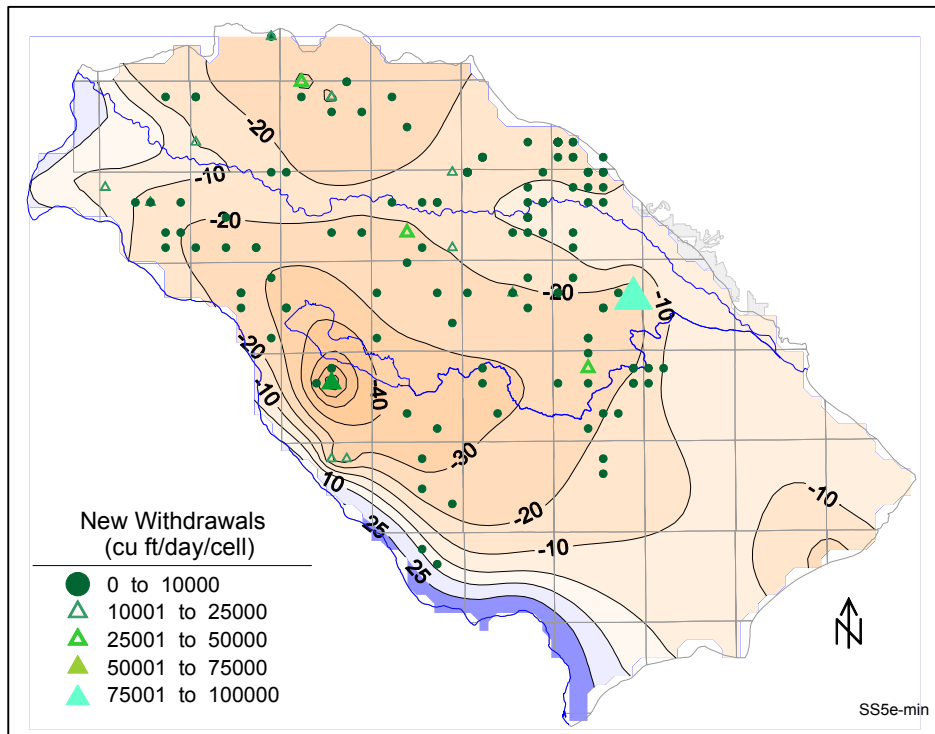 -20
-10
-20
-20
-10
-20
-10
-40
-30
10
-20
-10
-10
25
25
New Withdrawals
(cu ft/day/cell)
0 to 10000
10001 to 25000
25001 to 50000
50001 to 75000
75001 to 100000
N
SS5e-min